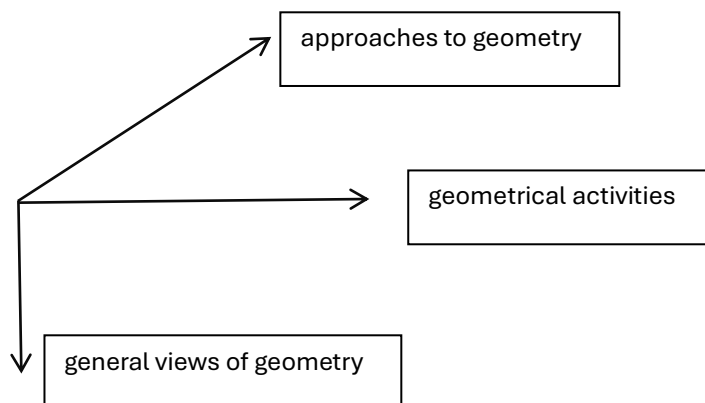 approaches to geometry
geometrical activities
general views of geometry